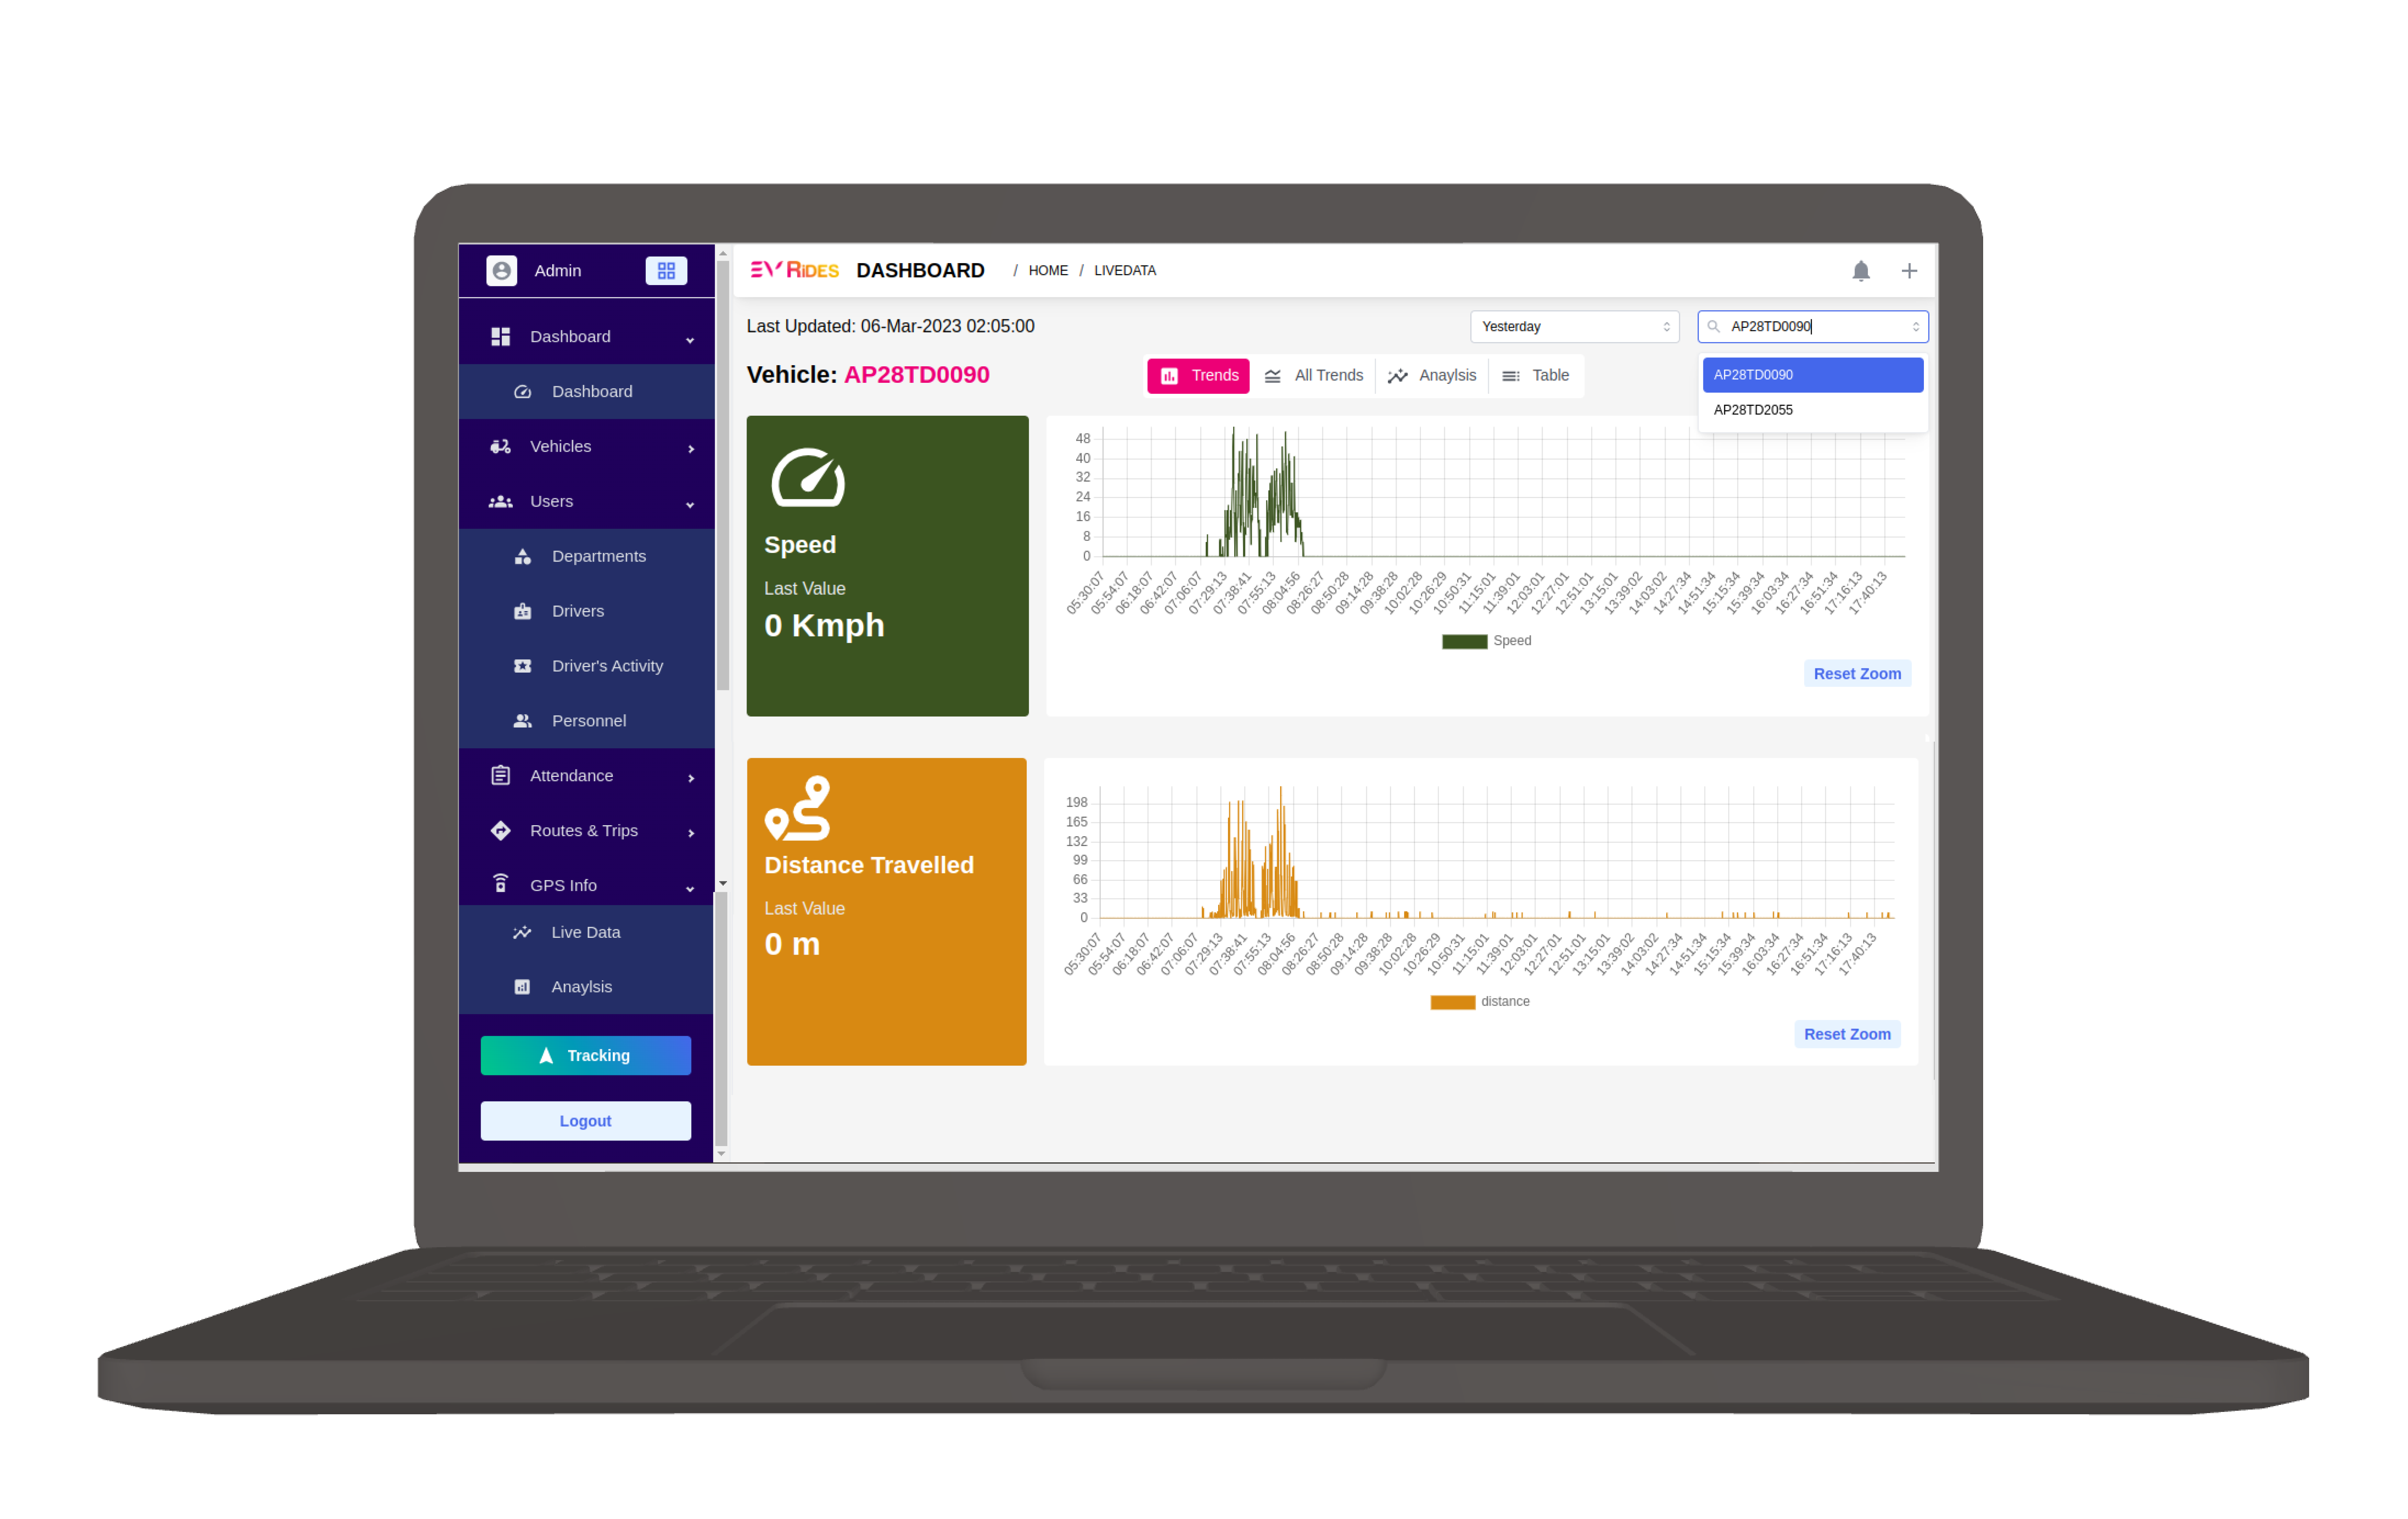 Admin
EV RiDES DASHBOARD / HOME / LIVEDATA
Dashboard
Dashboard
Vehicles
Users
Departments
Drivers
Driver's Activity
Personnel
Attendance
Routes & Trips
GPS Info
Live Data
Anaylsis
Tracking
Logout
Last Updated: 06-Mar-2023 02:05:00
Yesterday
AP28TD0090
AP28TD0090
AP28TD2055
Vehicle: AP28TD0090
Trends
All Trends
Anaylsis
Table
Speed
Last Value
0 Kmph
48
40
32
24
16
8
0
05:30:07 05:54:07 06:18:07 06:42:07 07:06:07 07:29:13 07:38:41 07:55:13 08:04:56 08:26:27 08:50:28 09:14:28 09:38:28 10:02:28 10:26:29 10:50:31 11:15:01 11:39:01 12:03:01 12:27:01 12:51:01 13:15:01 13:39:02 14:03:02 14:27:34 14:51:34 15:15:34 15:39:34 16:03:34 16:27:34 16:51:34 17:16:13 17:40:13
Speed
Reset Zoom
Distance Travelled
Last Value
0 m
198
165
132
99
66
33
0
05:30:07 05:54:07 06:18:07 06:42:07 07:06:07 07:29:13 07:38:41 07:55:13 08:04:56 08:26:27 08:50:28 09:14:28 09:38:28 10:02:28 10:26:29 10:50:31 11:15:01 11:39:01 12:03:01 12:27:01 12:51:01 13:15:01 13:39:02 14:03:02 14:27:34 14:51:34 15:15:34 15:39:34 16:03:34 16:27:34 16:51:34 17:16:13 17:40:13
distance
Reset Zoom